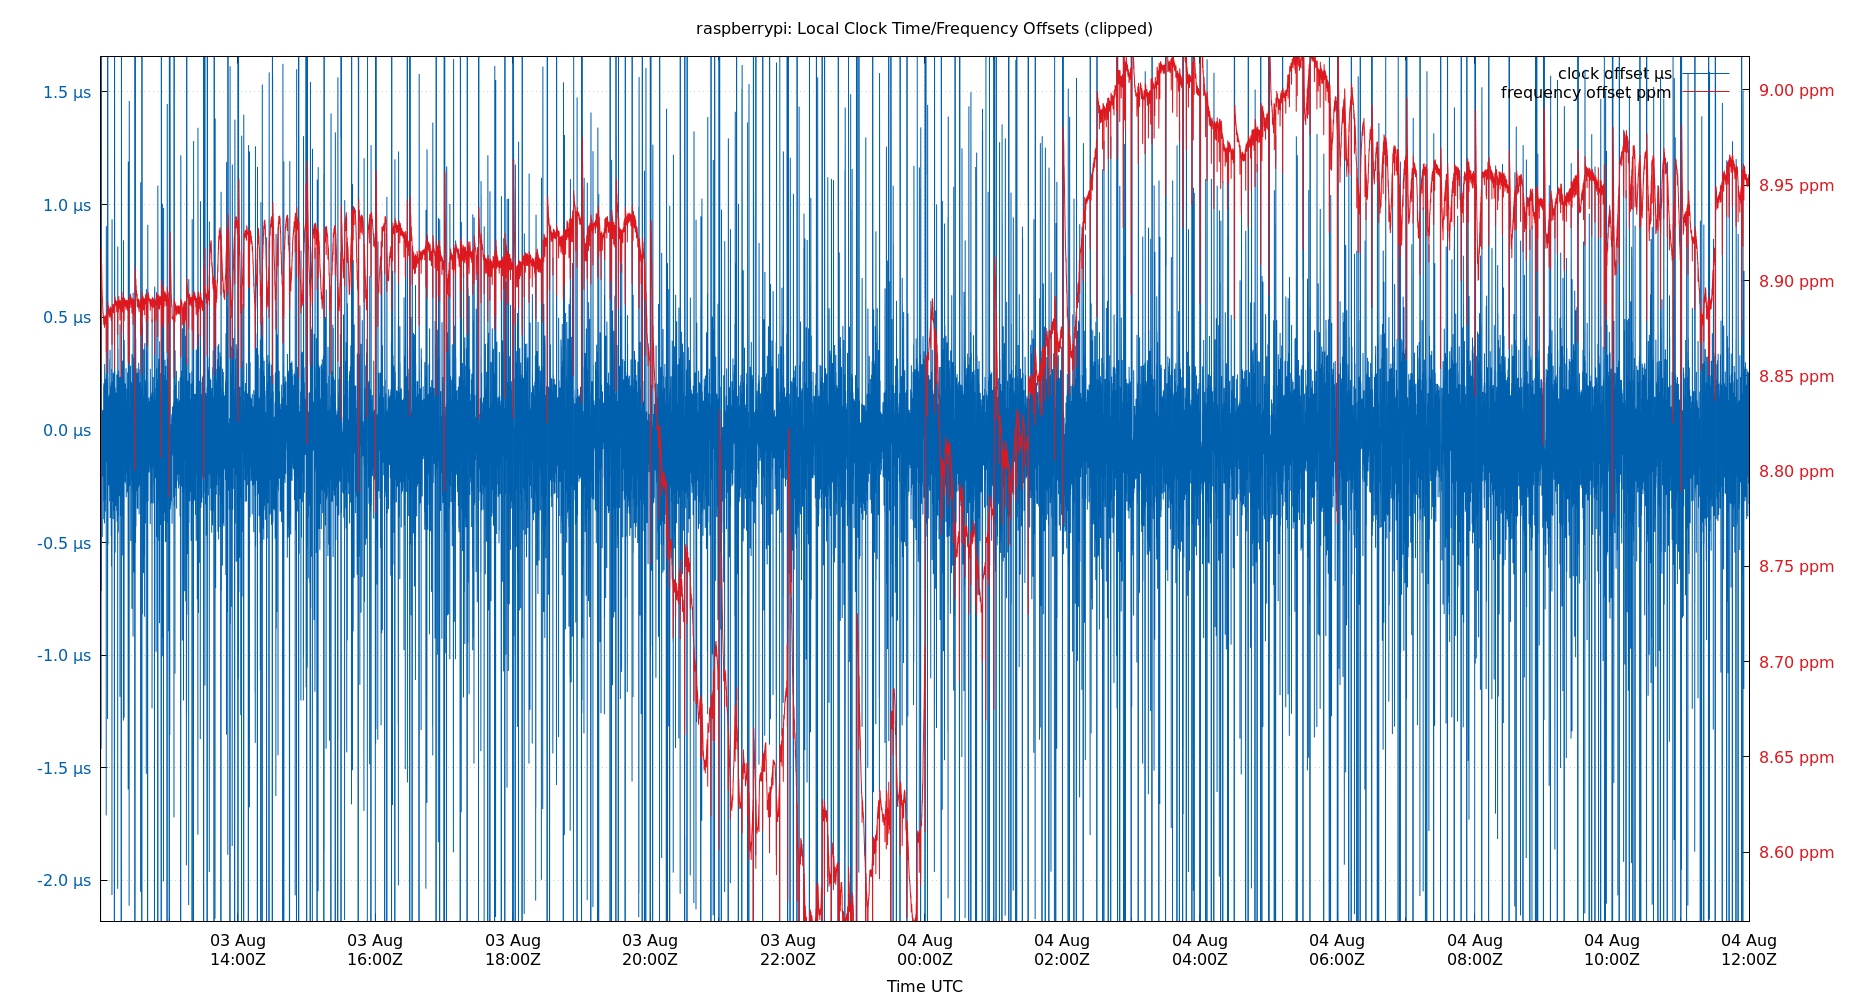 raspberrypi: Local Clock Time/Frequency Offsets (clipped)
clock offset µs
frequency offset ppm
1.5 µs
1.0 µs
0.5 µs
0.0 µs
-0.5 µs
-1.0 µs
-1.5 µs
-2.0 µs
9.00 ppm
8.95 ppm
8.90 ppm
8.85 ppm
8.80 ppm
8.75 ppm
8.70 ppm
8.65 ppm
8.60 ppm
03 Aug 03 Aug 03 Aug 03 Aug 03 Aug 04 Aug 04 Aug 04 Aug 04 Aug 04 Aug 04 Aug 04 Aug
14:00Z 16:00Z 18:00Z 20:00Z 22:00Z 00:00Z 02:00Z 04:00Z 06:00Z 08:00Z 10:00Z 12:00Z
Time UTC